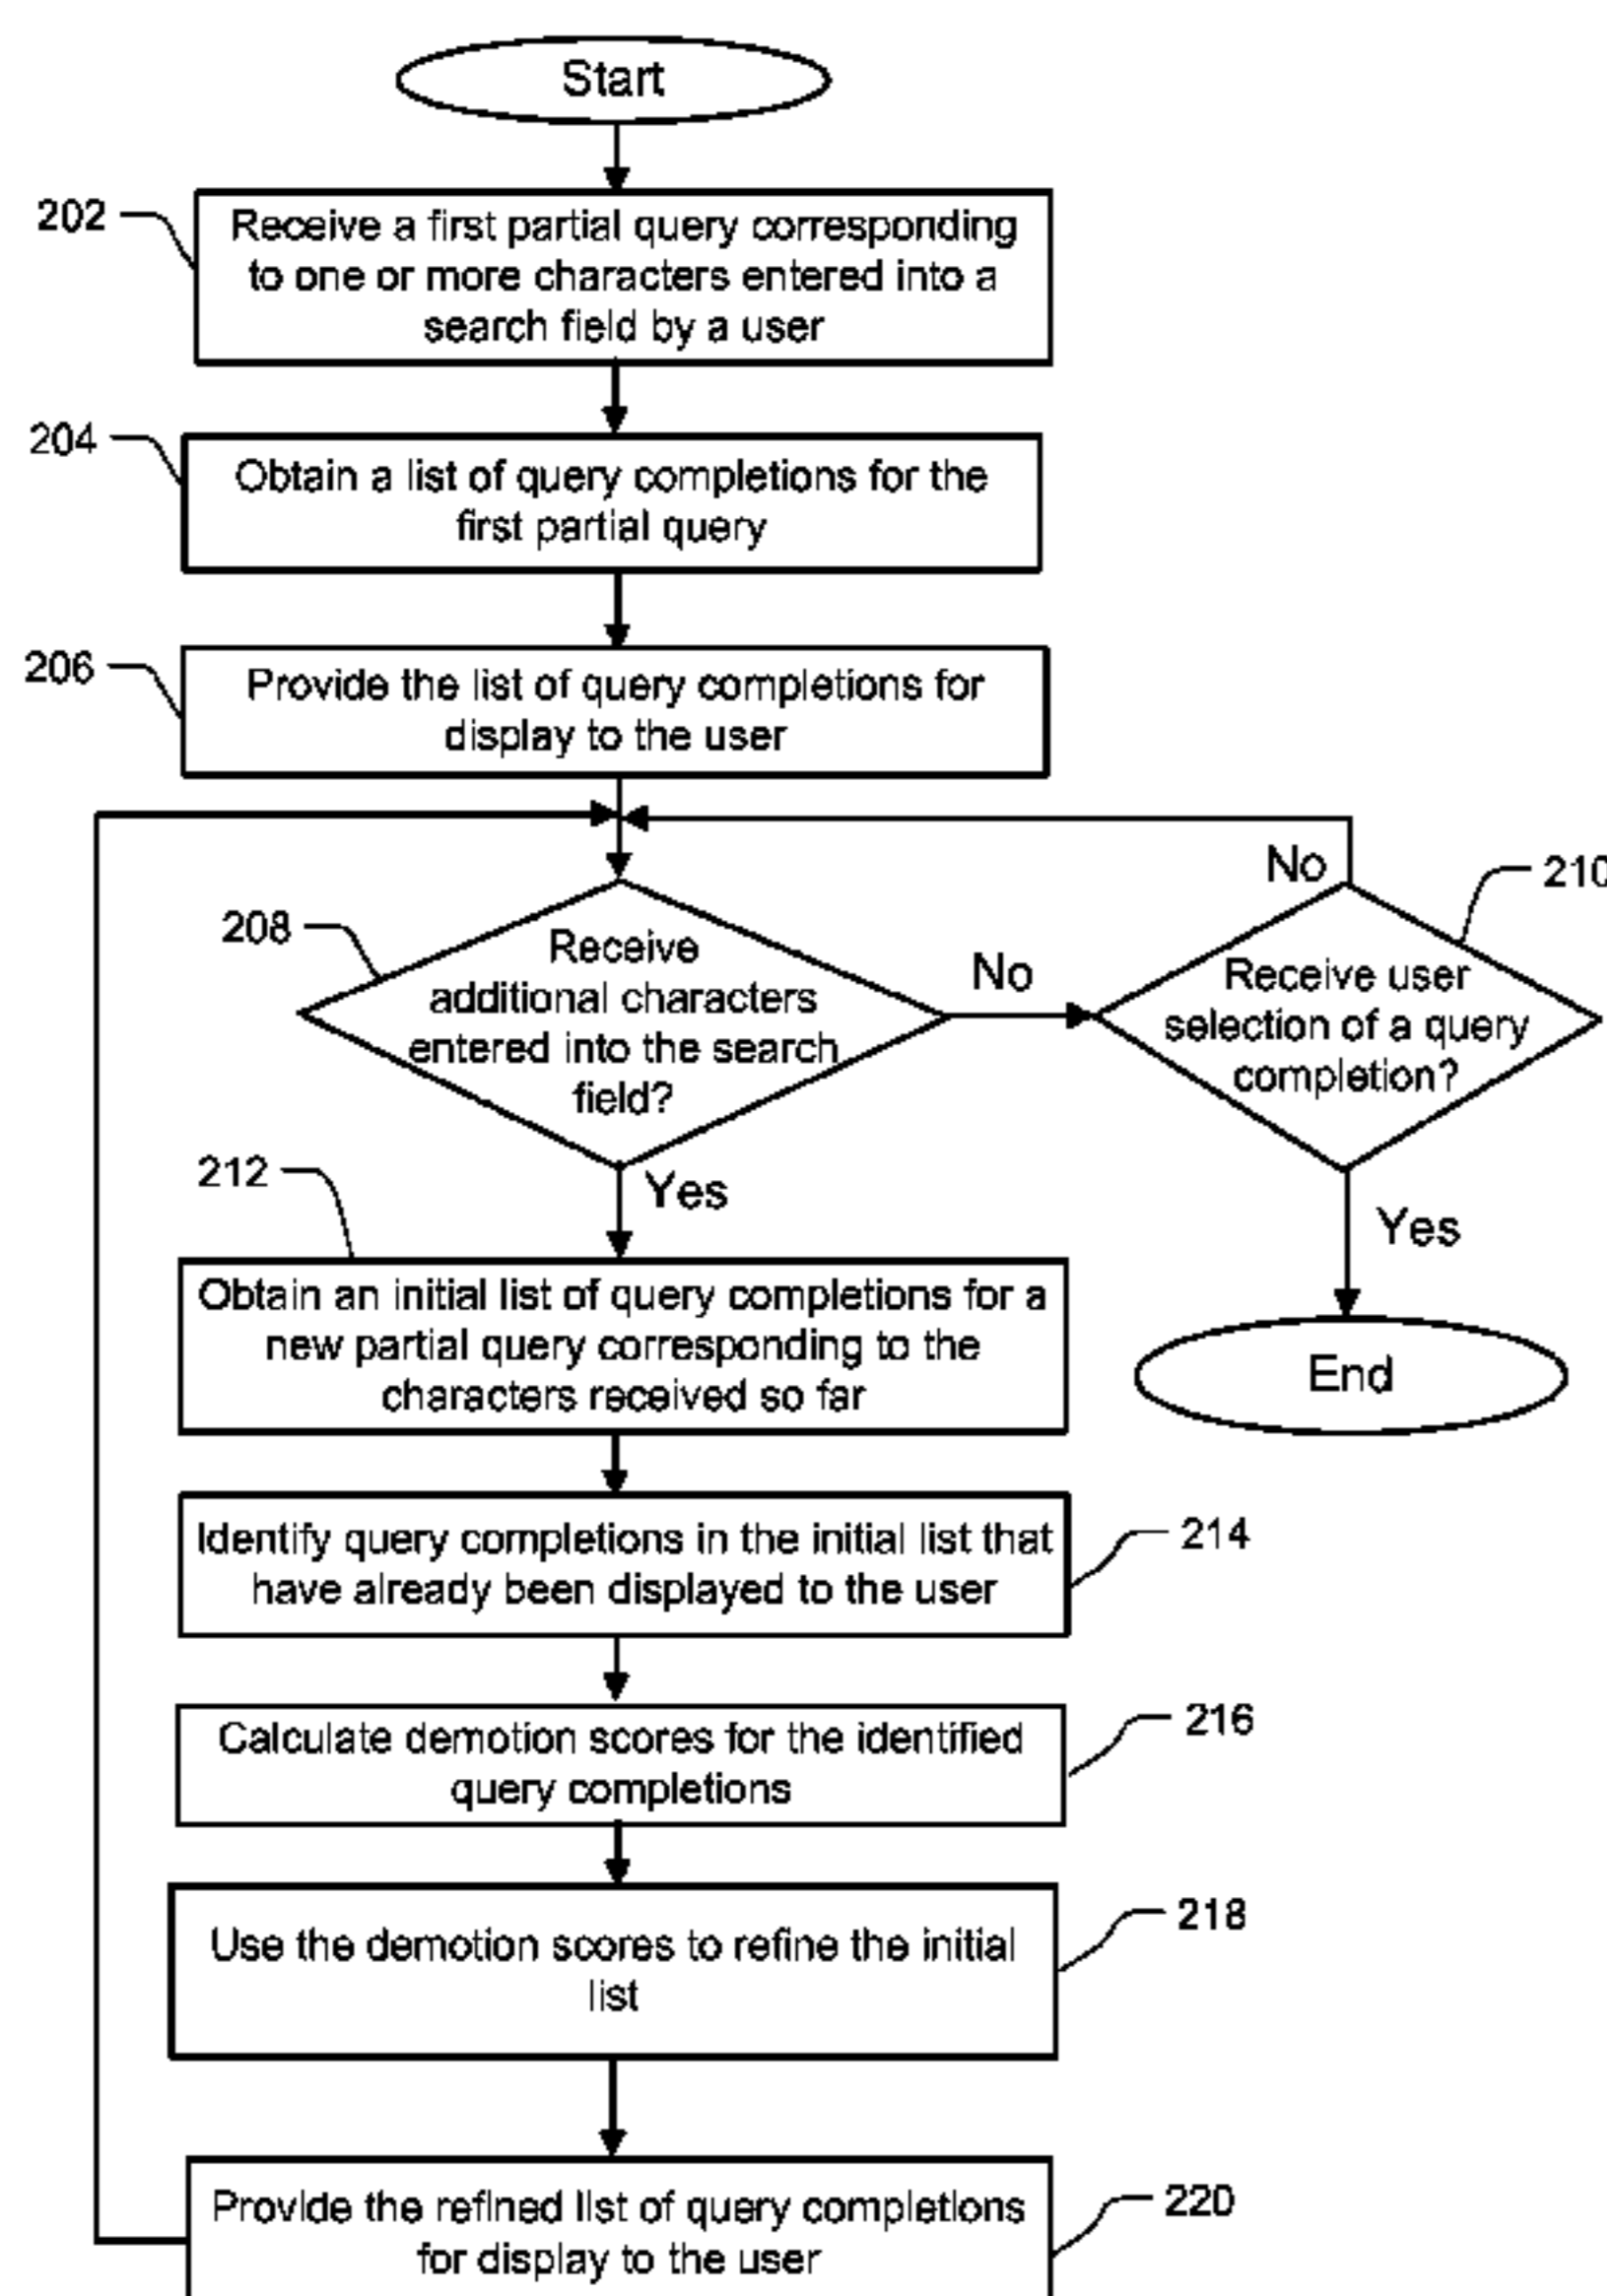 Start
202
Receive a first partial query corresponding
to one or more characters entered into a
search field by a user
204
Obtain a list of query completions for the
first partial query
206
Provide the list of query completions for
display to the user
208
Receive
additional characters
entered into the search
field?
No
No
210
Receive user
selection of a query
completion?
Yes
End
Yes
212
Obtain an initial list of query completions for a
new partial query corresponding to the
characters received so far
Identify query completions in the initial list that
have already been displayed to the user
214
Calculate demotion scores for the identified
query completions
216
Use the demotion scores to refine the initial
list
218
Provide the refined list of query completions
for display to the user
220